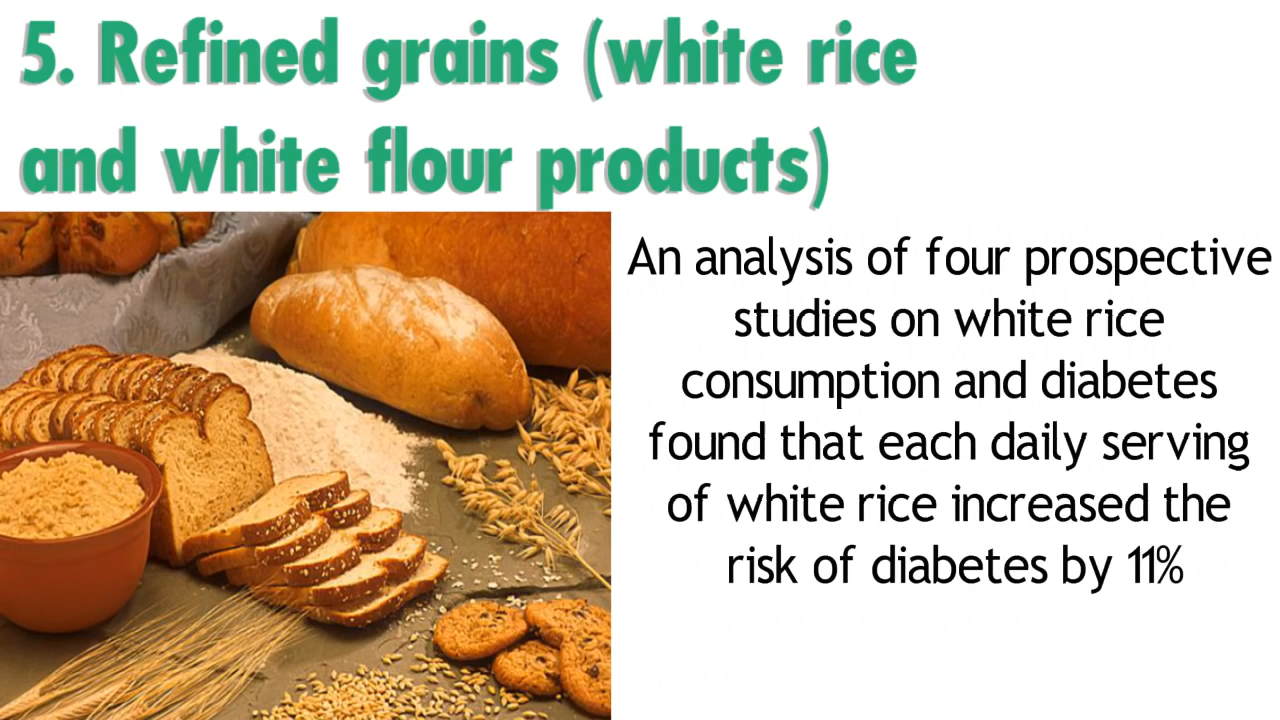 5. Refined grains (white rice
and white flour products)
An analysis of four prospective
studies on white rice
consumption and diabetes
found that each daily serving
of white rice increased the
risk of diabetes by 11%